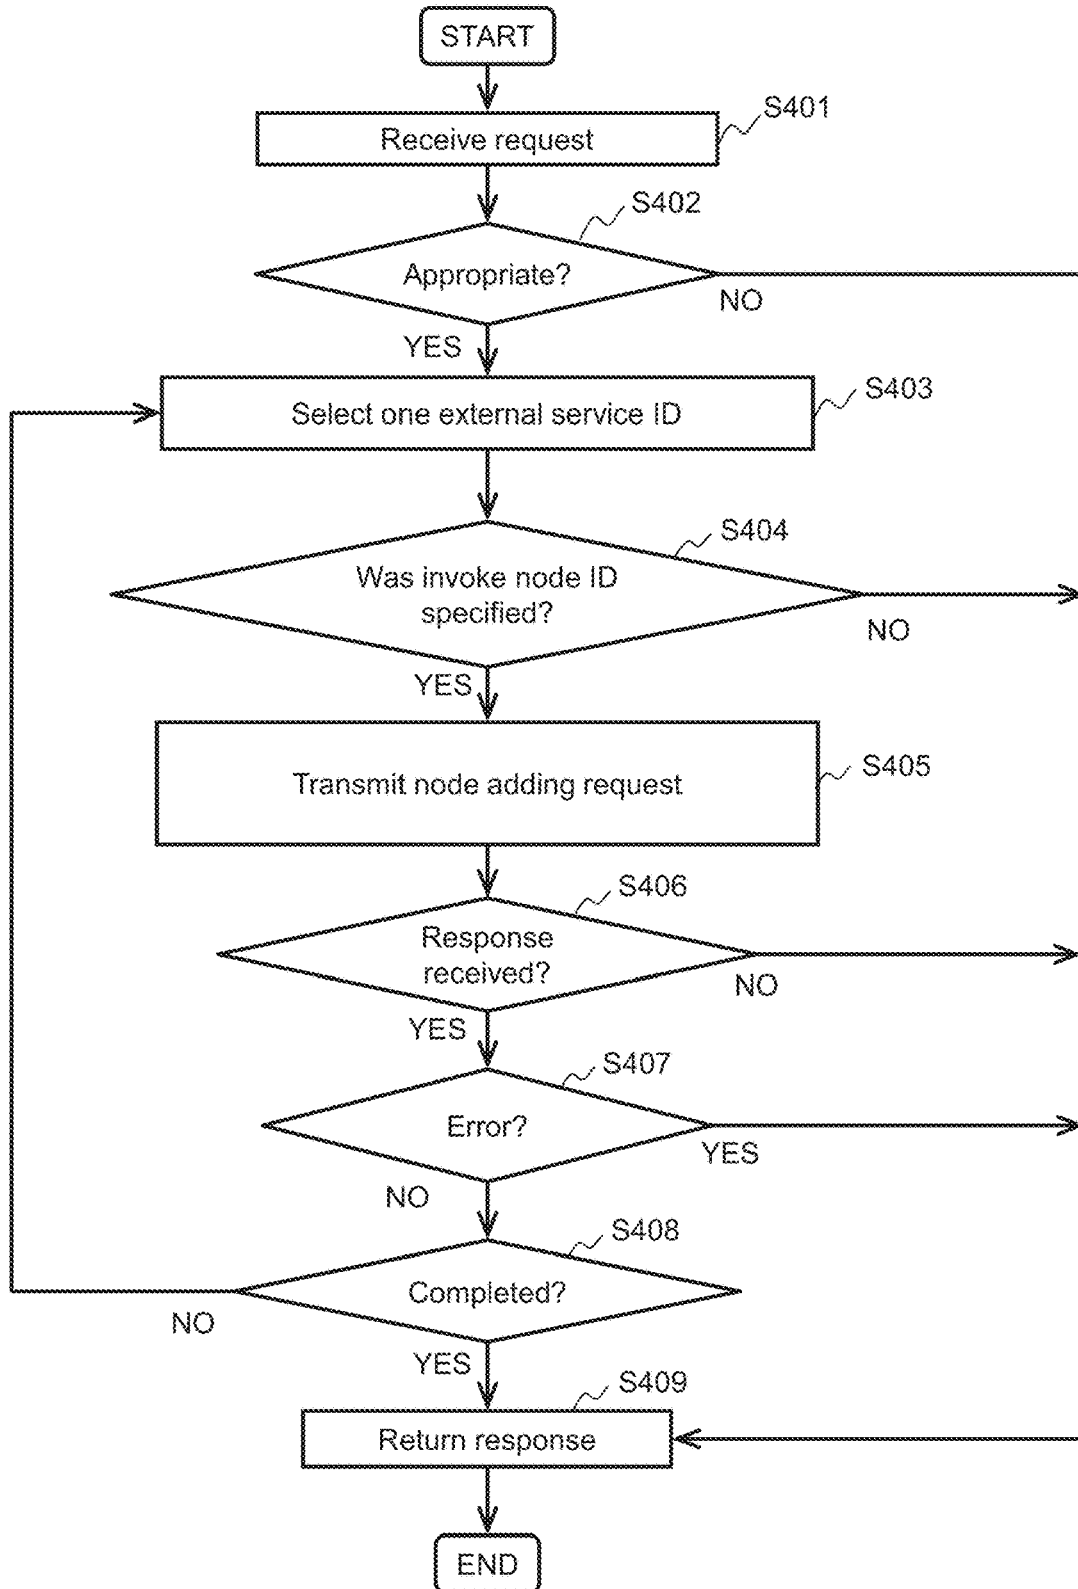 START
Receive request
S401
S402
Appropriate?
NO
YES
Select one external service ID
S403
S404
Was invoke node ID
specified?
NO
YES
Transmit node adding request
S405
S406
Response
received?
NO
YES
S407
Error?
YES
NO
S408
Completed?
NO
YES
S409
Return response
END